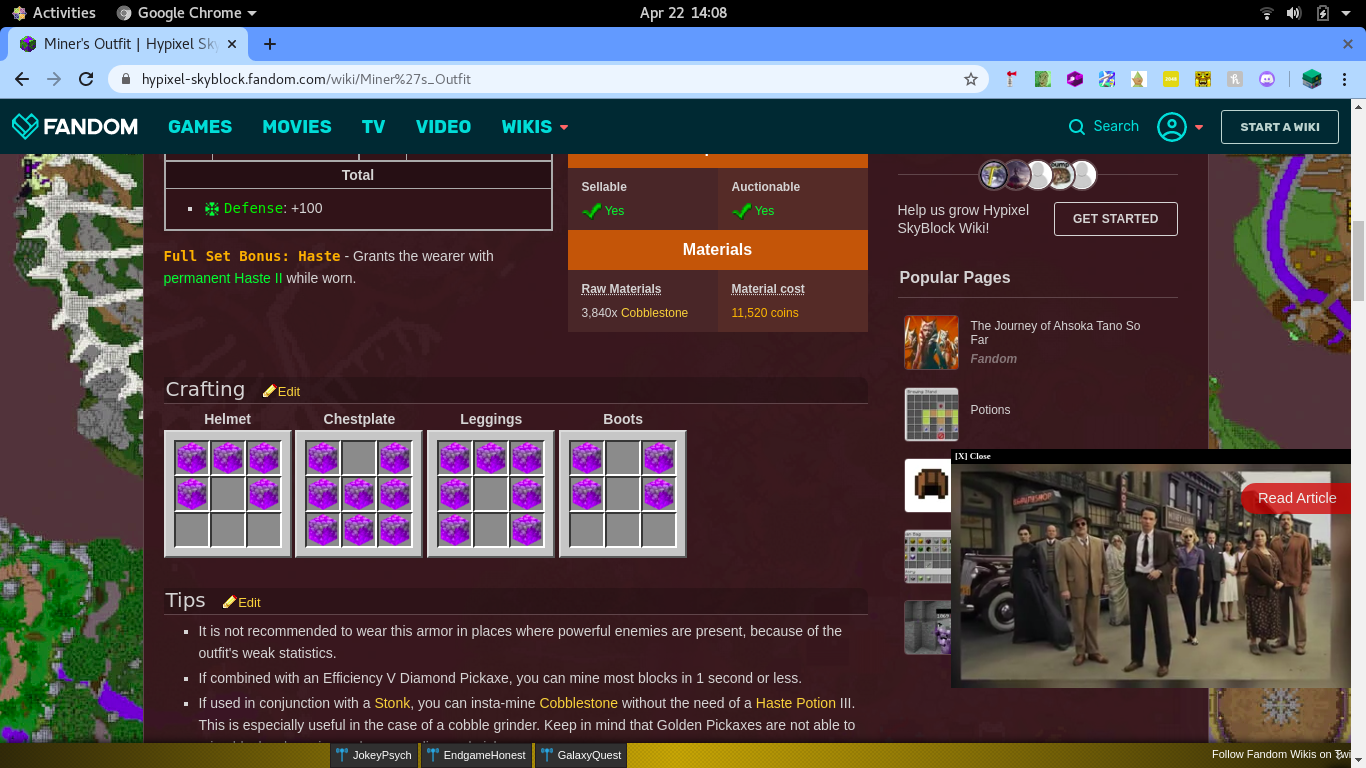 Activities
Google Chrome
Apr 22 14:08
Miner's Outfit | Hypixel Sk
hypixel-skyblock.fandom.com/wiki/Miner%27s_Outfit
FANDOM
GAMES
MOVIES
TV
VIDEO
WIKIS
Search
START A WIKI
Total
Defense: +100
Full Set Bonus: Haste - Grants the wearer with
permanent Haste II while worn.
Sellable
Auctionable
Yes
Yes
Materials
Raw Materials
Material cost
3,840x Cobblestone
11,520 coins
Help us grow Hypixel
SkyBlock Wiki!
GET STARTED
Popular Pages
The Journey of Ahsoka Tano So
Far
Fandom
Potions
Crafting
Edit
Helmet
Chestplate
Leggings
Boots
[X] Close
Read Article
Tips
Edit
It is not recommended to wear this armor in places where powerful enemies are present, because of the
outfit's weak statistics.
If combined with an Efficiency V Diamond Pickaxe, you can mine most blocks in 1 second or less.
If used in conjunction with a Stonk, you can insta-mine Cobblestone without the need of a Haste Potion III.
This is especially useful in the case of a cobble grinder. Keep in mind that Golden Pickaxes are not able to
JokeyPsych
EndgameHonest
GalaxyQuest
Follow Fandom Wikis on Twi